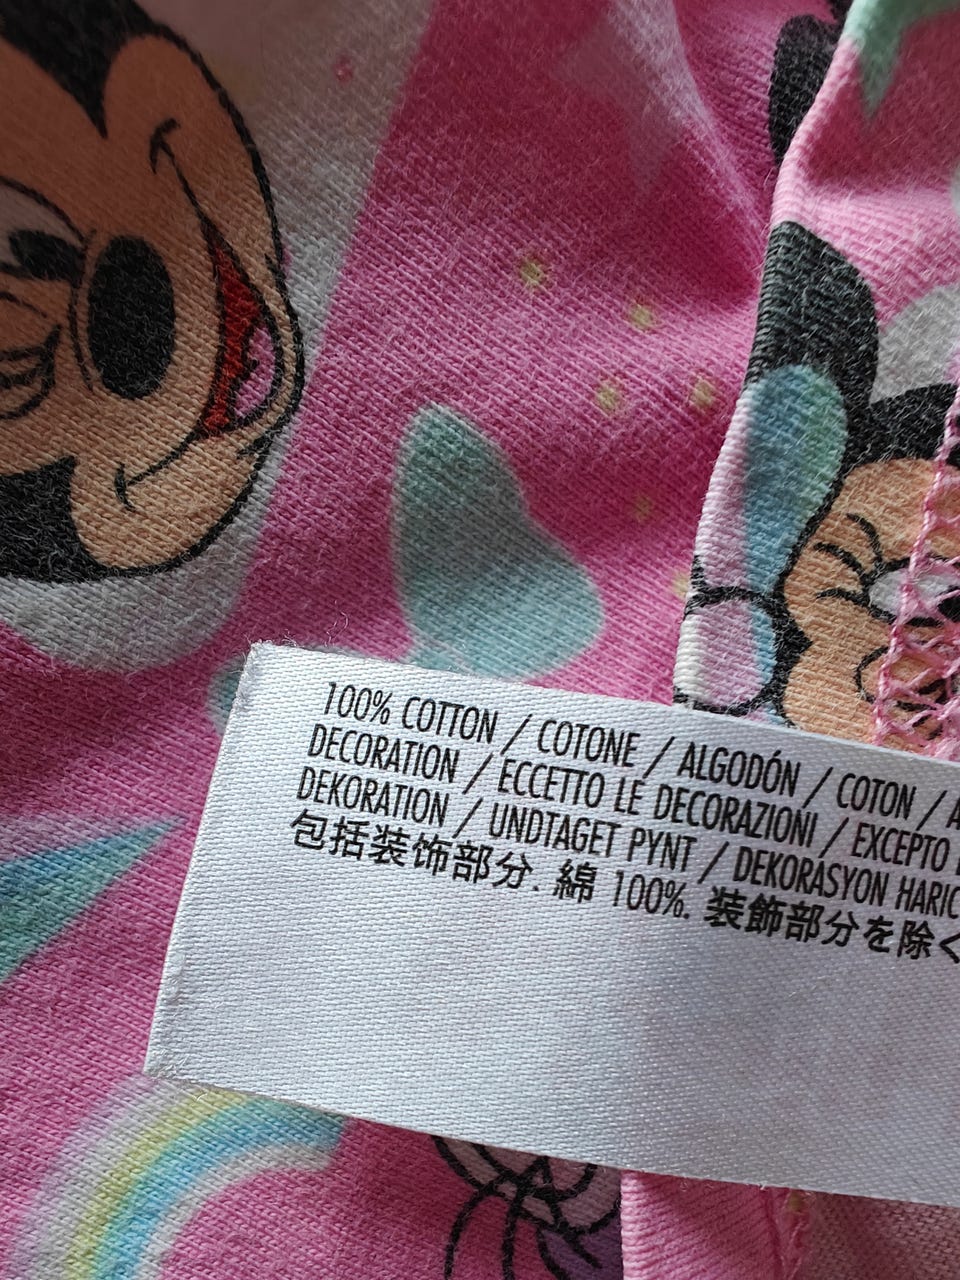 100% COTTON / COTONE / ALGODÓN / COTON /
DECORATION / ECCETTO LE DECORAZIONI / EXCEPTO
DEKORATION / UNDTAGET PYNT / DEKORASYON HARIC
包括装饰部分. 綿 100%. 装飾部分を除く